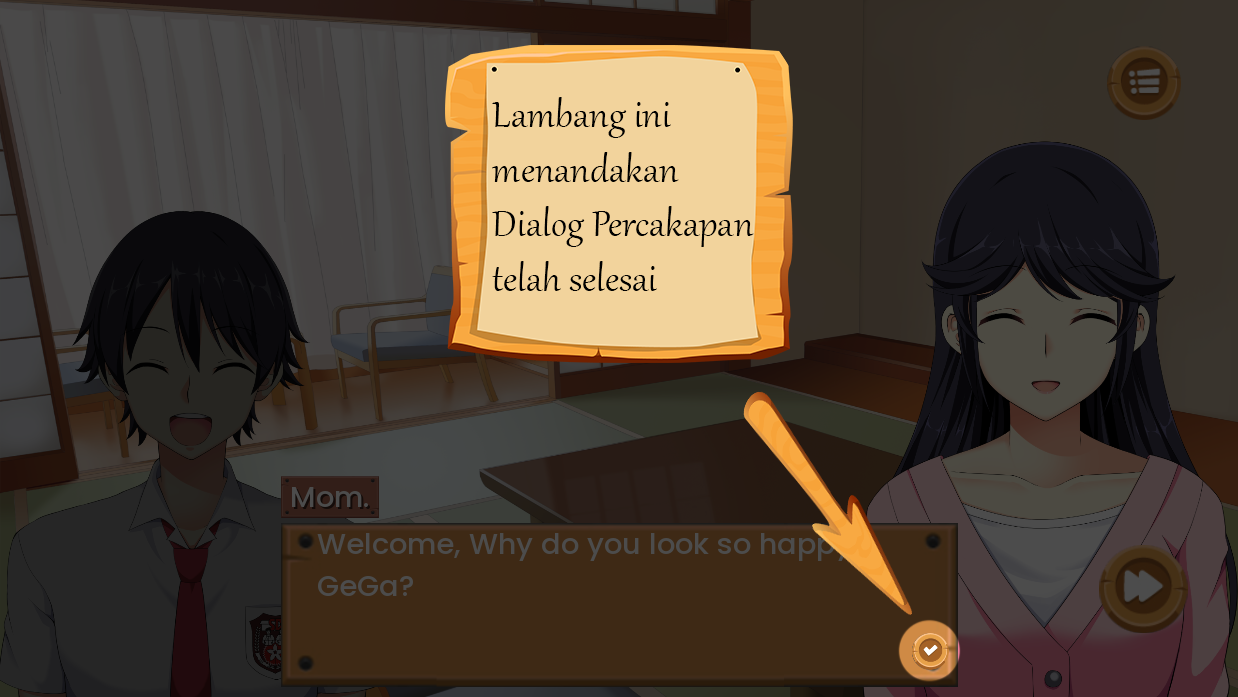 Lambang ini
menandakan
Dialog Percakapan
telah selesai
Mom.
Welcome, Why do you look so happy
GeGa?